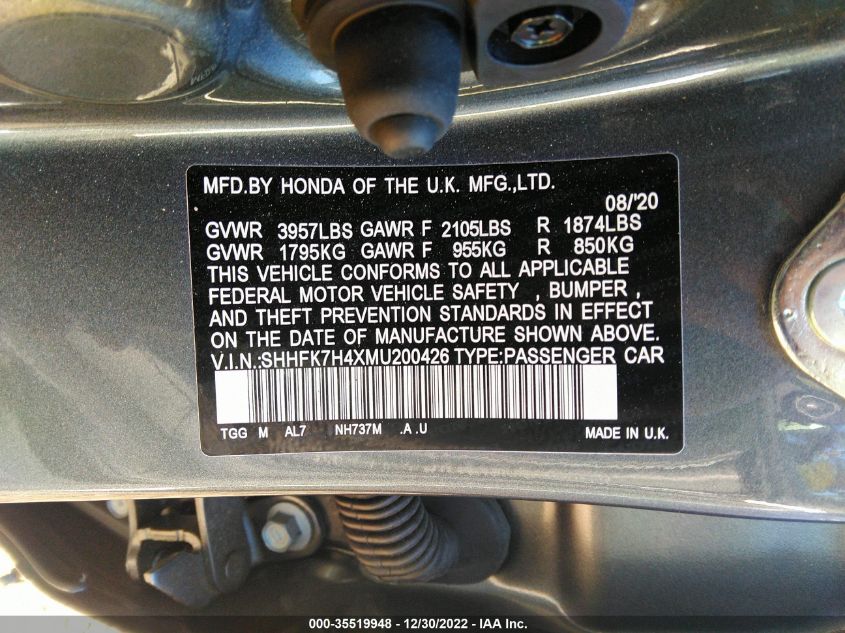 MFD.BY HONDA OF THE U.K. MFG.,LTD.
08/'20
GVWR 3957LBS GAWR F 2105LBS R 1874LBS
GVWR 1795KG GAWR F 955KG R 850KG
THIS VEHICLE CONFORMS TO ALL APPLICABLE
FEDERAL MOTOR VEHICLE SAFETY , BUMPER ,
AND THEFT PREVENTION STANDARDS IN EFFECT
ON THE DATE OF MANUFACTURE SHOWN ABOVE.
V.I.N.:SHHFK7H4XMU200426 TYPE:PASSENGER CAR
TGG M AL7 NH737M .A .U MADE IN U.K.
000-35519948 - 12/30/2022 - IAA Inc.